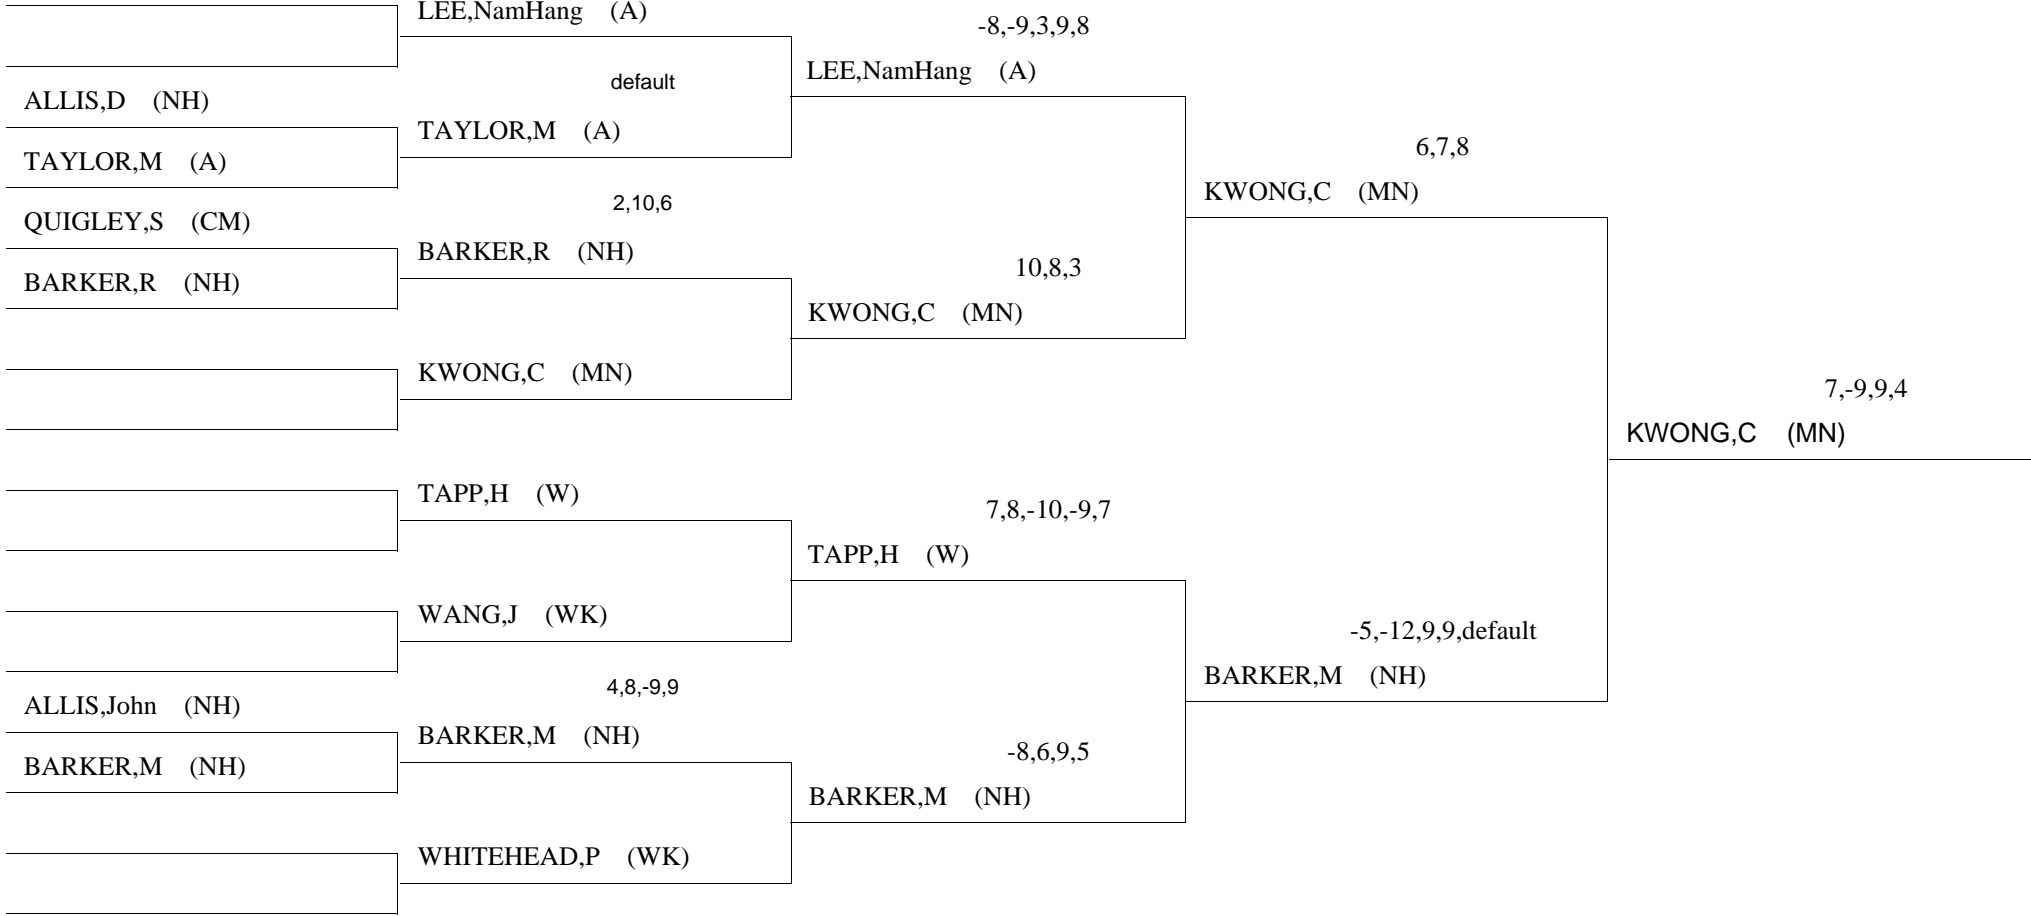 LEE,NamHang (A)
-8,-9,3,9,8
default
LEE,NamHang (A)
ALLIS,D (NH)
TAYLOR,M (A)
6,7,8
TAYLOR,M (A)
KWONG,C (MN)
2,10,6
QUIGLEY,S (CM)
BARKER,R (NH)
10,8,3
BARKER,R (NH)
KWONG,C (MN)
KWONG,C (MN)
7,-9,9,4
KWONG,C (MN)
TAPP,H (W)
7,8,-10,-9,7
TAPP,H (W)
WANG,J (WK)
-5,-12,9,9,default
BARKER,M (NH)
4,8,-9,9
ALLIS,John (NH)
BARKER,M (NH)
-8,6,9,5
BARKER,M (NH)
BARKER,M (NH)
WHITEHEAD,P (WK)